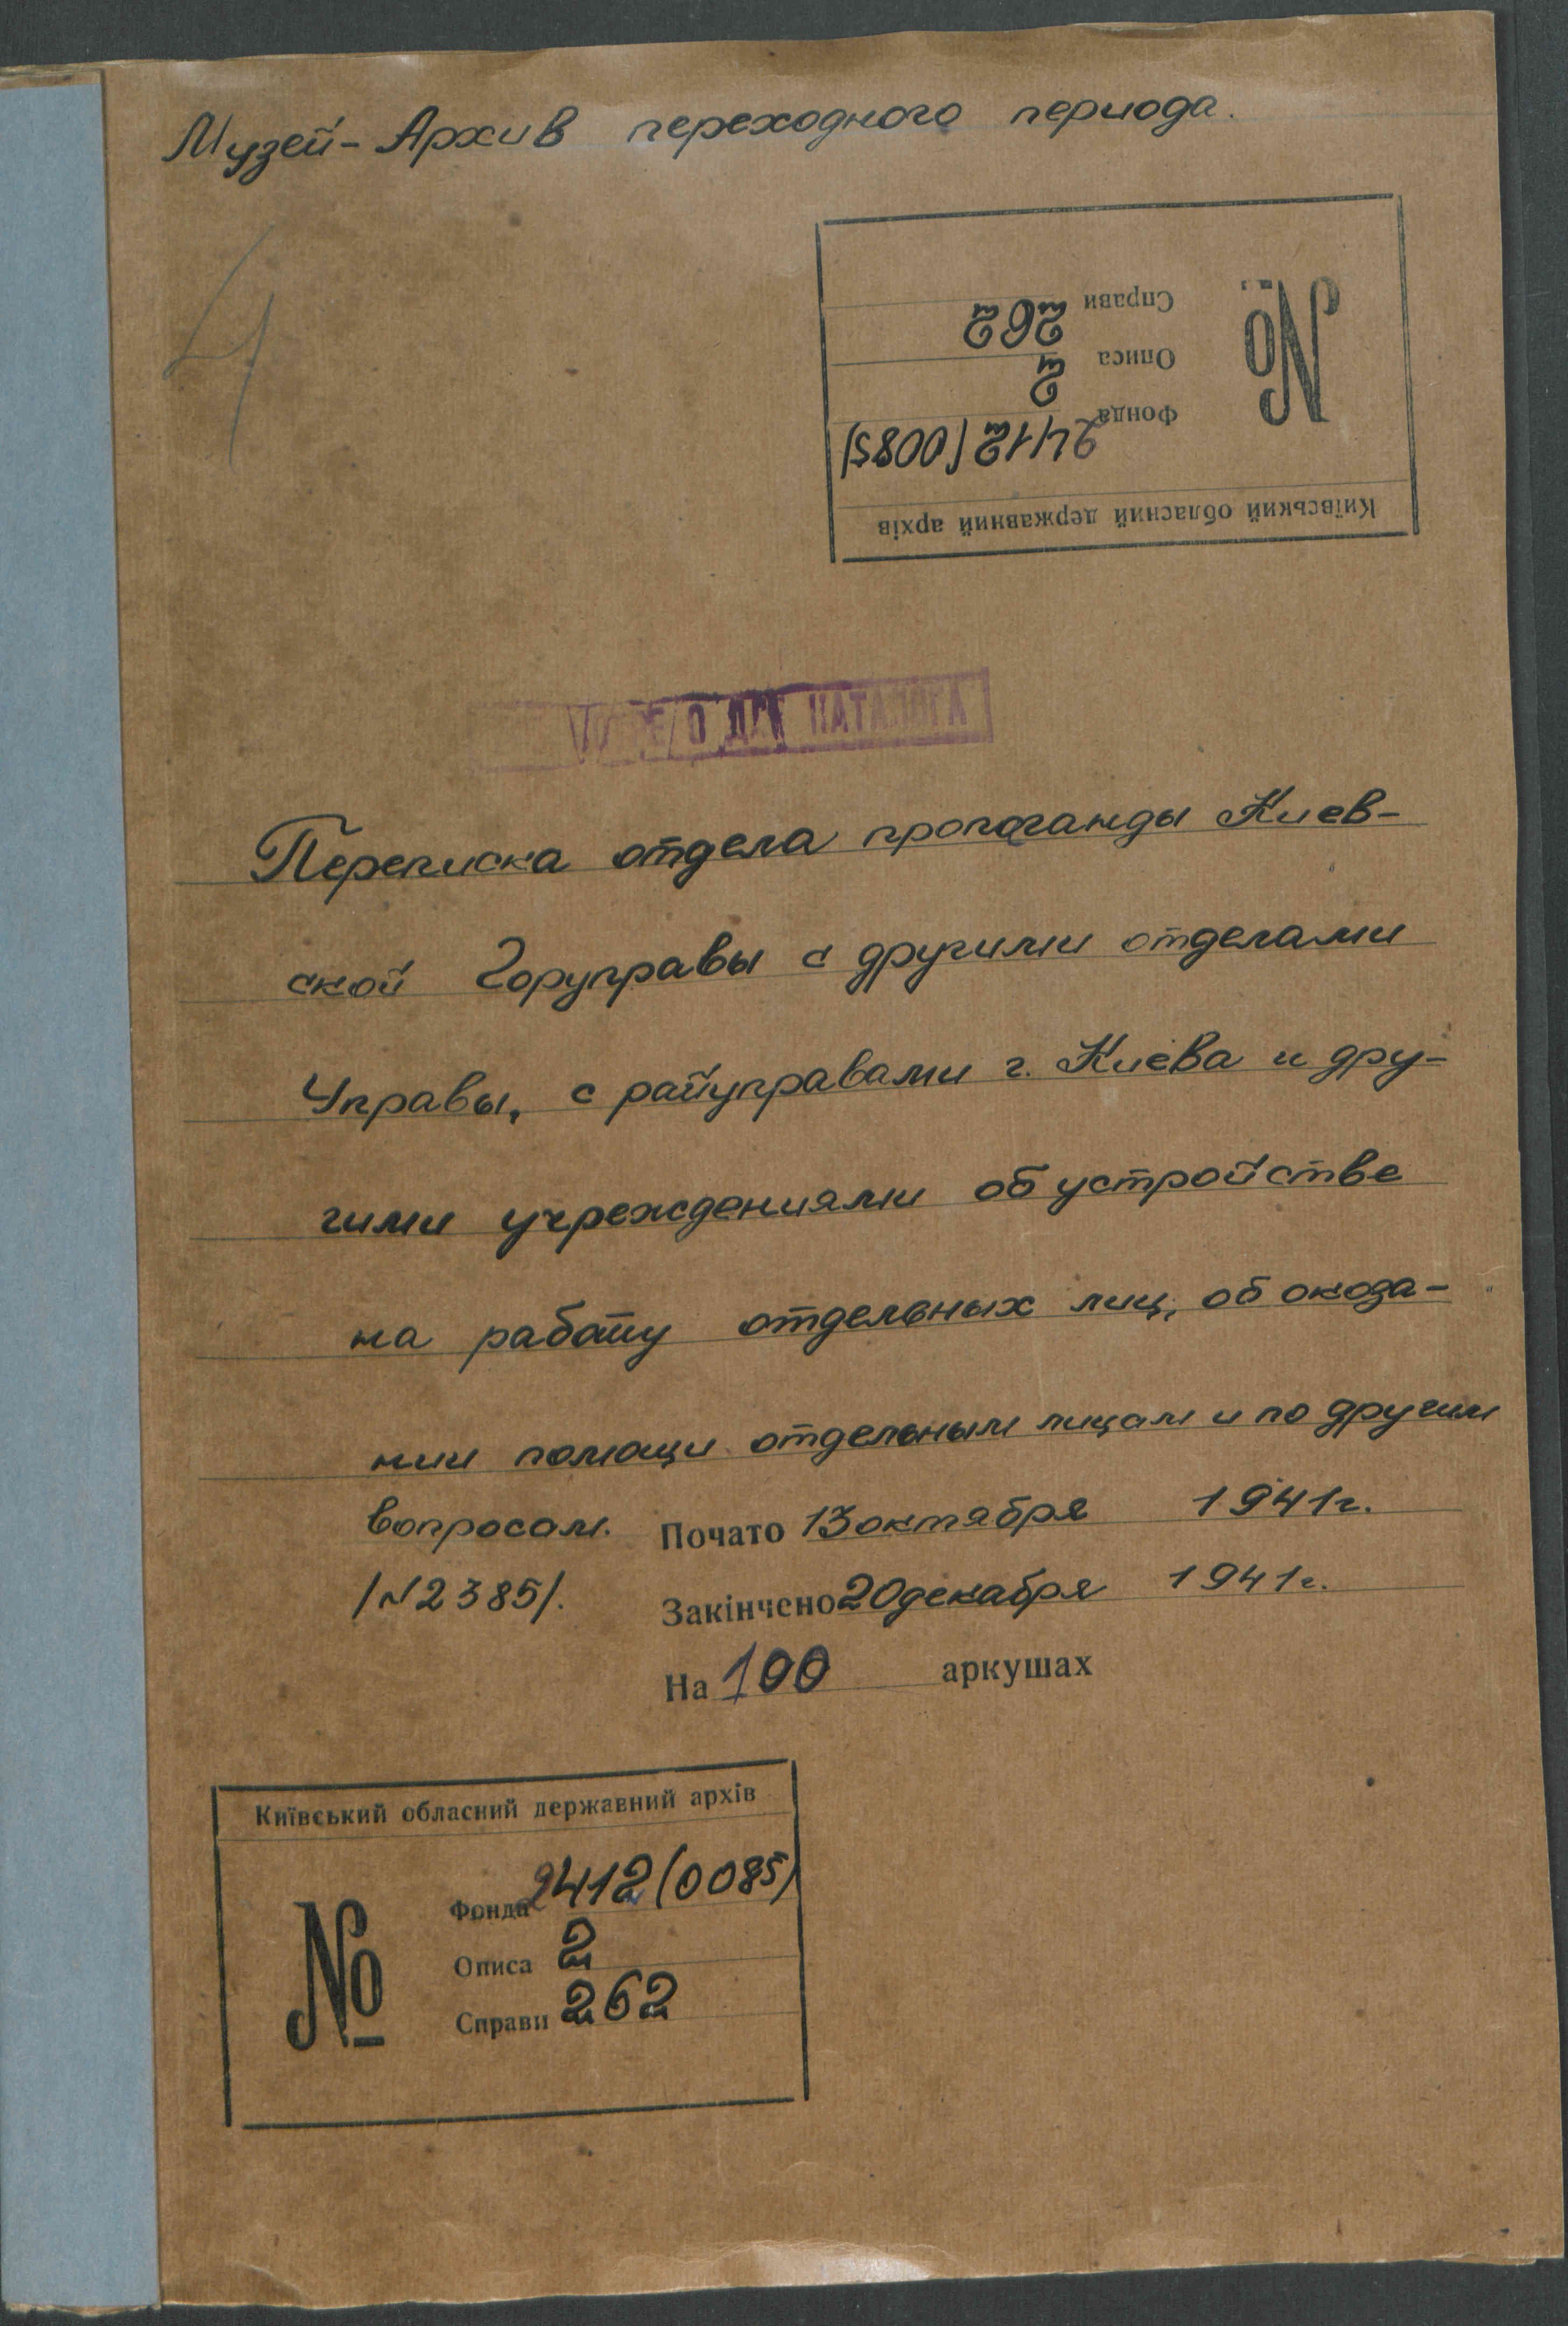 Музей-Архив переходного периода.
4
Київський обласний державний архів
№
Фонда 2412 (0085)
Описа 2
Справи 262
КАТАЛОГА
Переписка отдела пропаганды Киев-
ской Горуправы с другими отделами
Управы, с райуправами г. Киева и дру-
гими учреждениями об устройстве
на работу отдельных лиц, об оказа-
нии помощи отдельным лицам и по другим
вопросам. Почато 13 октября 1941г.
/N2385/. Закінчено 20 декабря 1941г.
На 100 аркушах
Київський обласний державний архів
№
Фонда 2412 (0085)
Описа 2
Справи 262